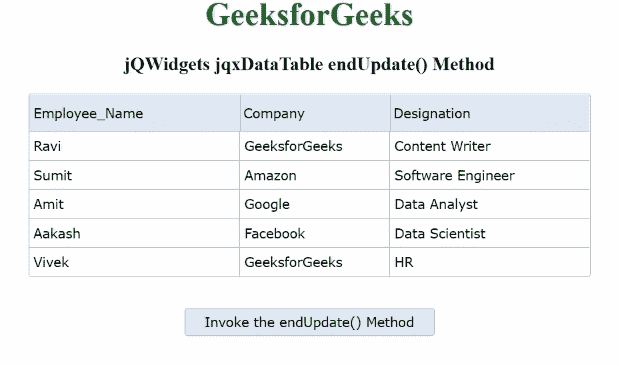 GeeksforGeeks
jQWidgets jqxDataTable endUpdate() Method
Employee_Name Company Designation
Ravi GeeksforGeeks Content Writer
Sumit Amazon Software Engineer
Amit Google Data Analyst
Aakash Facebook Data Scientist
Vivek GeeksforGeeks HR
Invoke the endUpdate() Method